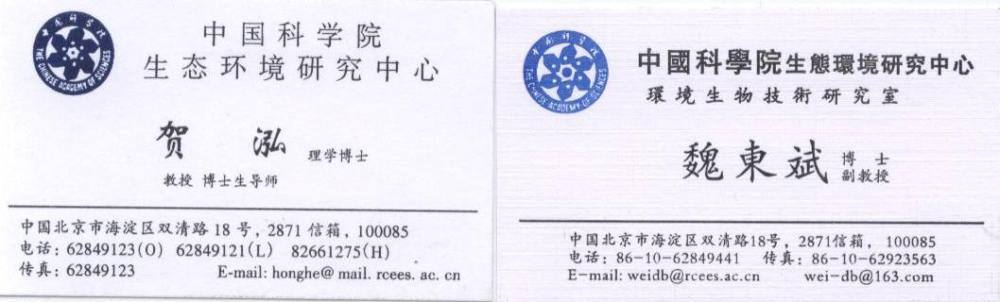 中国科学院
THE CHINESE ACADEMY OF SCIENCES
中国科学院
生态环境研究中心
贺 泓 理学博士
教授 博士生导师
中国北京市海淀区双清路 18 号, 2871 信箱, 100085
电话: 62849123(O) 62849121(L) 82661275(H)
传真: 62849123 E-mail: honghe@ mail. rcees. ac. cn
中国科学院
THE CHINESE ACADEMY OF SCIENCES
中國科學院生態環境研究中心
環境生物技術研究室
魏東斌 博 士
副教授
中国北京市海淀区双清路18号, 2871信箱, 100085
电话: 86-10-62849441 传真: 86-10-62923563
E-mail: weidb@rcees.ac.cn wei-db@163.com